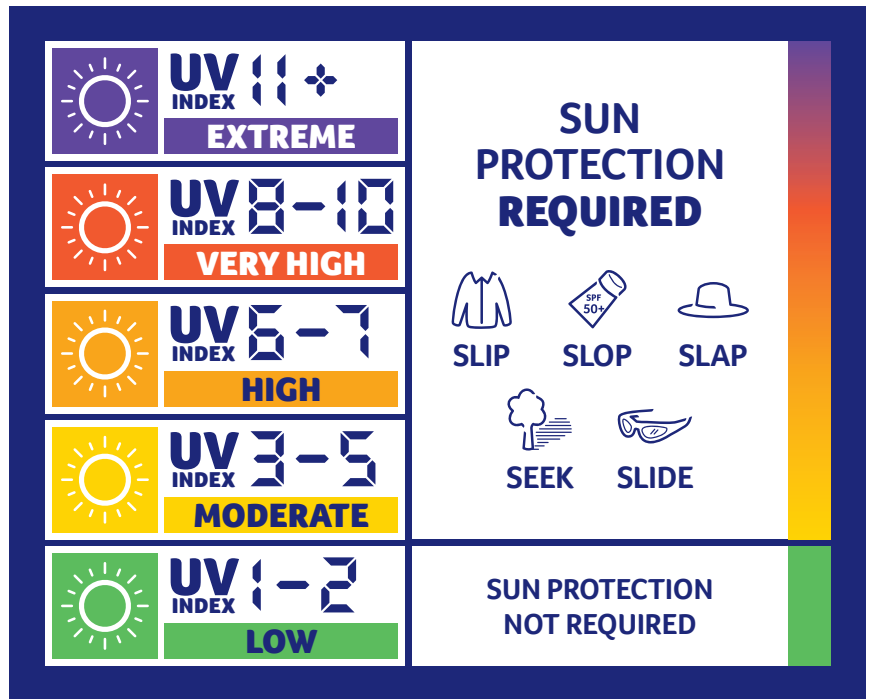 UV INDEX 11+
EXTREME
UV INDEX 8-10
VERY HIGH
UV INDEX 6-7
HIGH
UV INDEX 3-5
MODERATE
UV INDEX 1-2
LOW
SUN
PROTECTION
REQUIRED
SPF
50+
SLIP SLOP SLAP
SEEK SLIDE
SUN PROTECTION
NOT REQUIRED